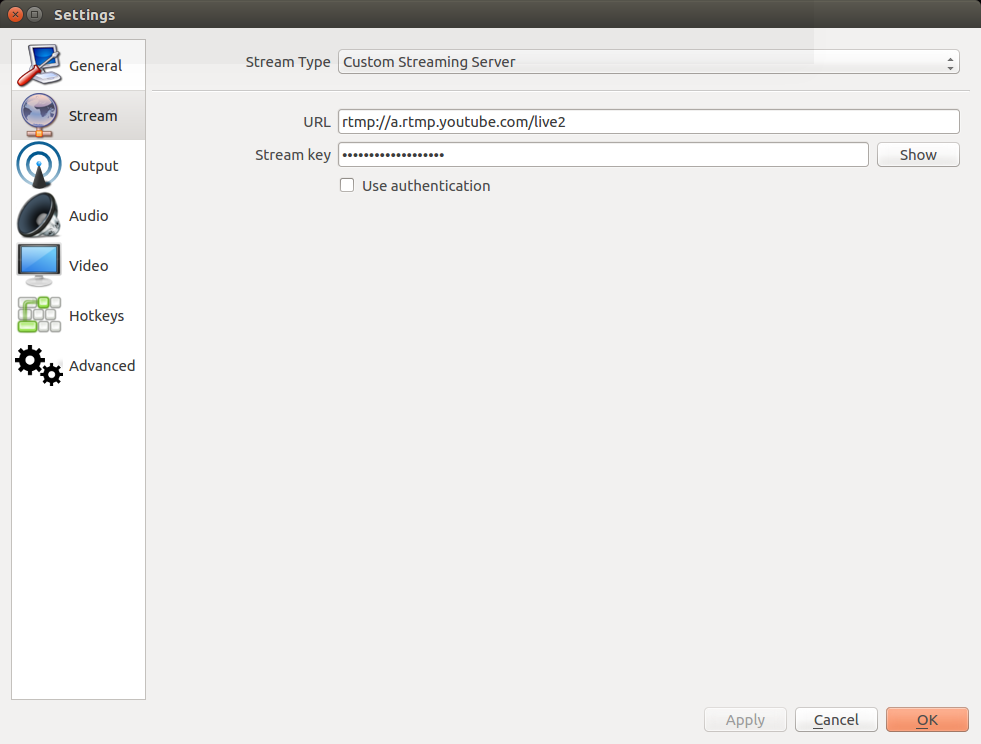 Settings
General
Stream
Output
Audio
Video
Hotkeys
Advanced
Stream Type Custom Streaming Server
URL rtmp://a.rtmp.youtube.com/live2
Stream key ••••••••••••••••••• Show
Use authentication
Apply Cancel OK